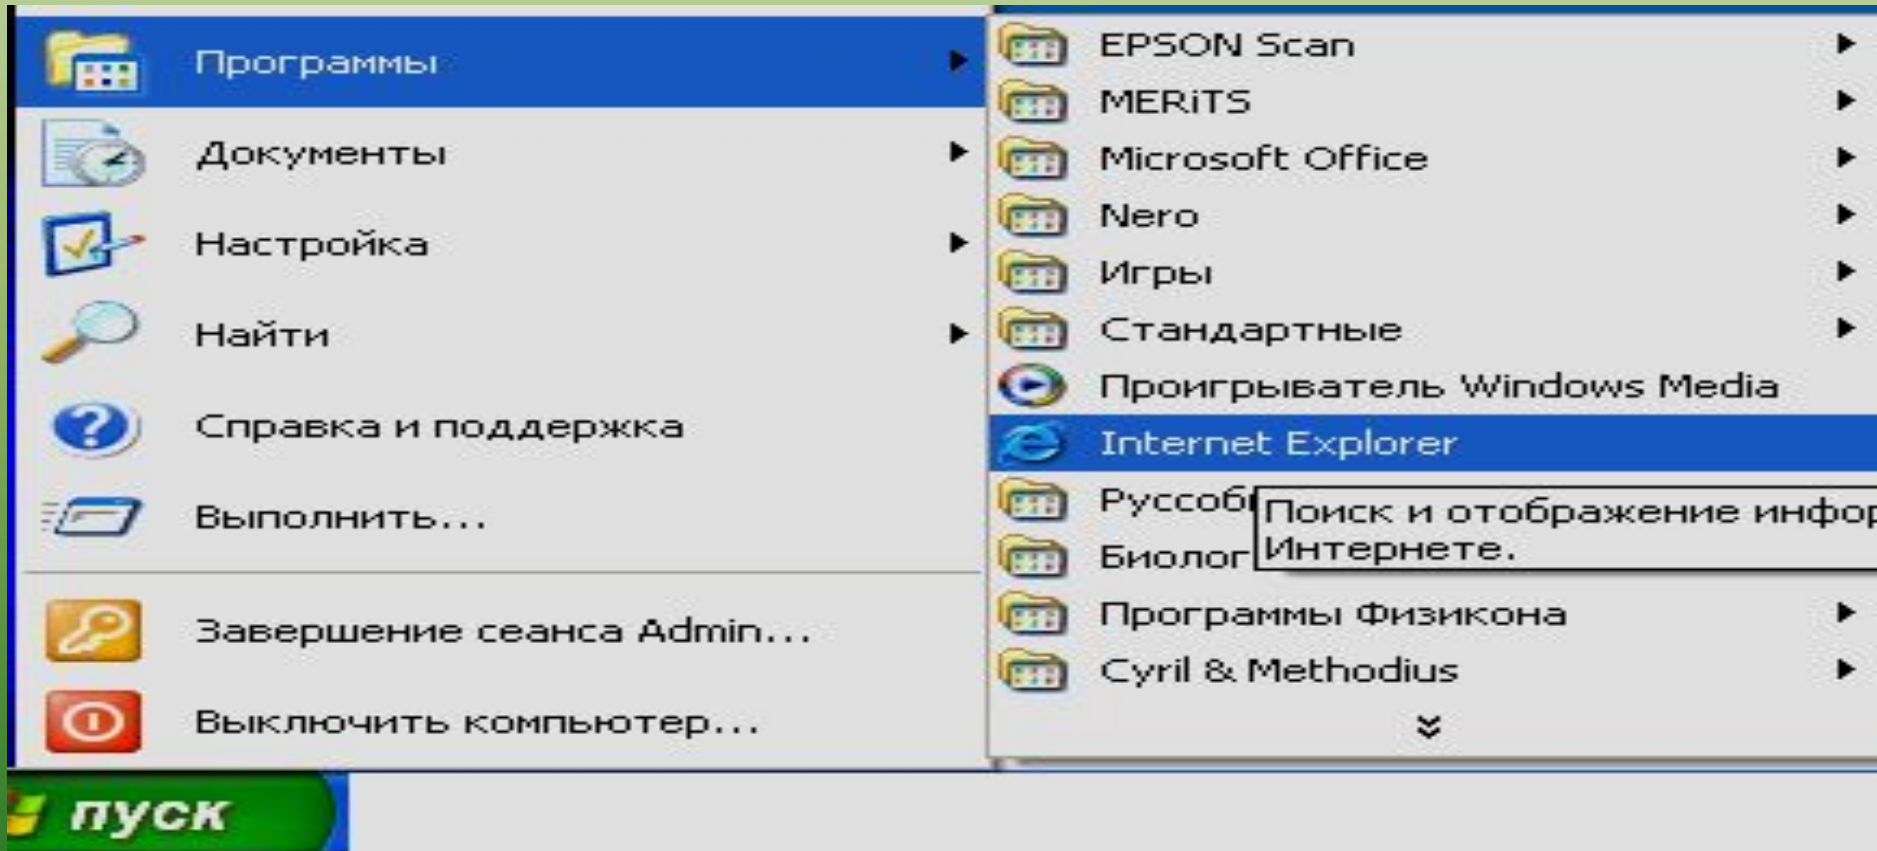 Программы
Документы
Настройка
Найти
Справка и поддержка
Выполнить...
Завершение сеанса Admin...
Выключить компьютер...
пуск
EPSON Scan
MERiTS
Microsoft Office
Nero
Игры
Стандартные
Проигрыватель Windows Media
Internet Explorer
Поиск и отображение
Интернете.
Программы Физикона
Cyril & Methodius